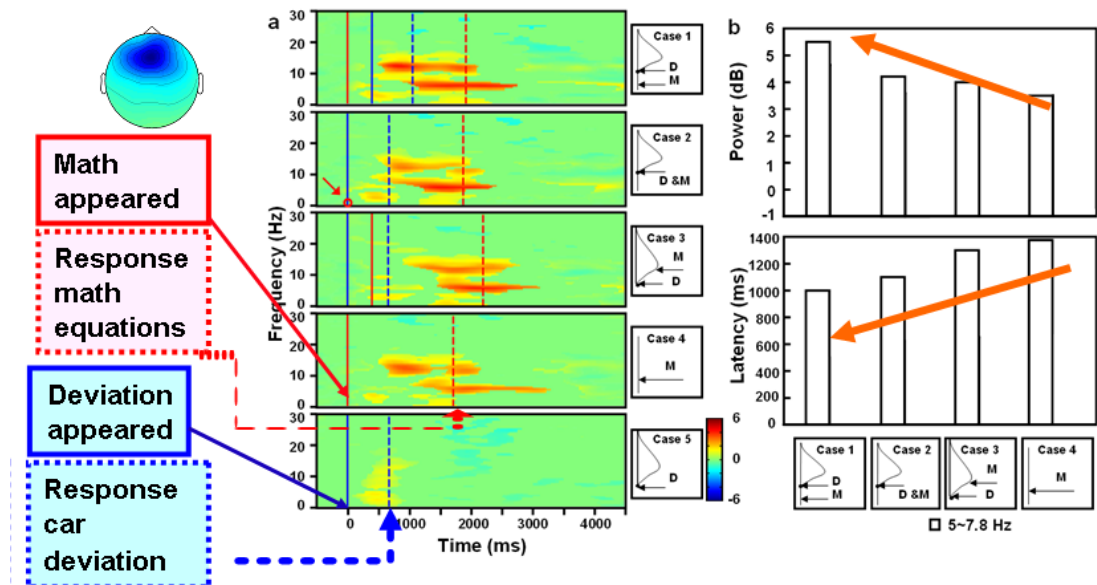 Math
appeared
Response
math
equations
Deviation
appeared
Response
car
deviation
a
Frequency (Hz)
30
20
10
0
Case 1
D
M
30
20
10
0
Case 2
D &M
30
20
10
0
Case 3
M
D
30
20
10
0
Case 4
M
30
20
10
0
Case 5
D
6
0
-6
0 1000 2000 3000 4000
Time (ms)
b
Power (dB)
6
5
4
3
2
1
0
-1
Latency (ms)
1400
1200
1000
800
600
400
200
0
Case 1
D
M
Case 2
D &M
Case 3
M
D
Case 4
M
5~7.8 Hz